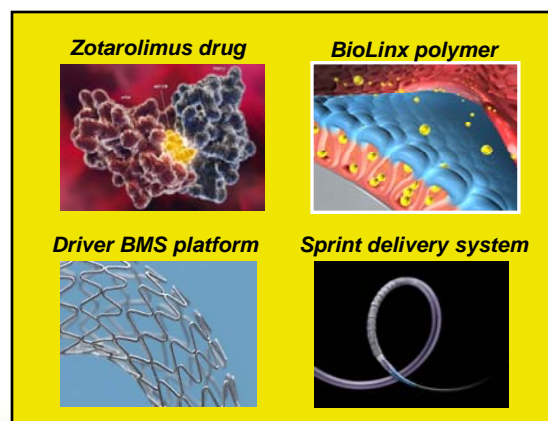 Zotarolimus drug
BioLinx polymer
Driver BMS platform
Sprint delivery system